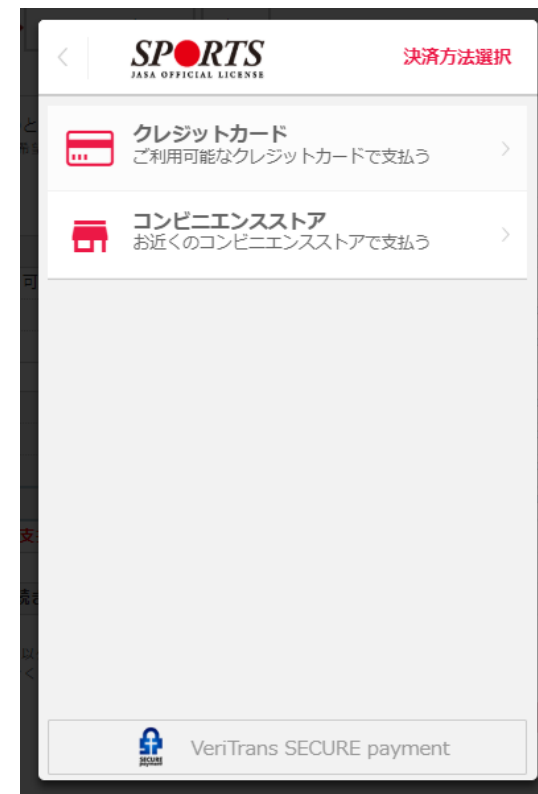 SPORTS
JASA OFFICIAL LICENSE
決済方法選択
クレジットカード
ご利用可能なクレジットカードで支払う
コンビニエンスストア
お近くのコンビニエンスストアで支払う
SECURE
payment
VeriTrans SECURE payment